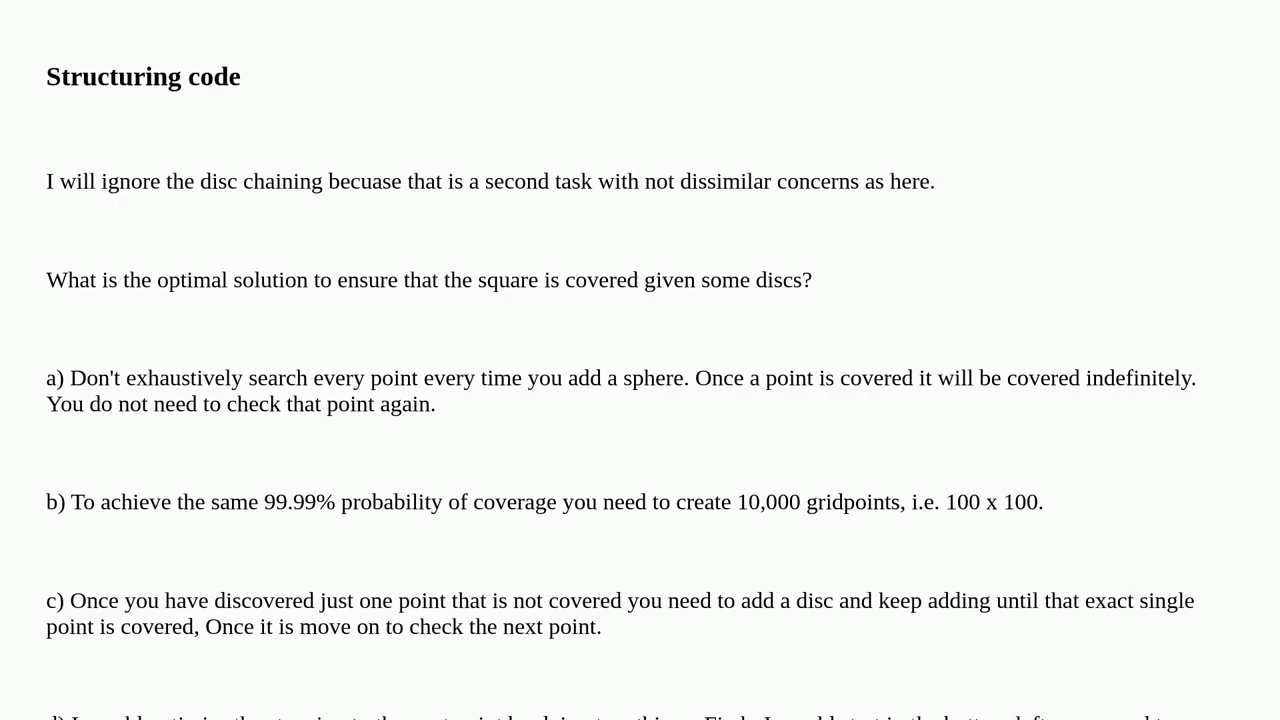 Structuring code
I will ignore the disc chaining becuase that is a second task with not dissimilar concerns as here.
What is the optimal solution to ensure that the square is covered given some discs?
a) Don't exhaustively search every point every time you add a sphere. Once a point is covered it will be covered indefinitely.
You do not need to check that point again.
b) To achieve the same 99.99% probability of coverage you need to create 10,000 gridpoints, i.e. 100 x 100.
c) Once you have discovered just one point that is not covered you need to add a disc and keep adding until that exact single
point is covered, Once it is move on to check the next point.